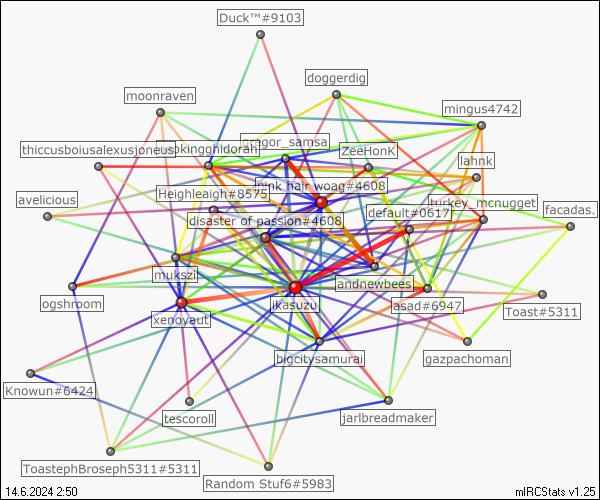 Duck™#9103
doggerdig
moonraven
mingus4742
gregor_samsa
thiccusboiusalexusjoneus
ZeeHonK
lahnk
pink hair woag#4608
Heighleaigh#8575
avelicious
turkey_mcnugget
default#0617
facadas.
disaster of passion#4608
mukszi
andnewbees
ogshroom
ikasuzu
lasad#6947
Toast#5311
xenoyaut
bigcitysamurai
gazpachoman
Knowun#6424
tescoroll
jarlbreadmaker
ToastephBroseph5311#5311
Random Stuf6#5983
14.6.2024 2:50
mIRCStats v1.25